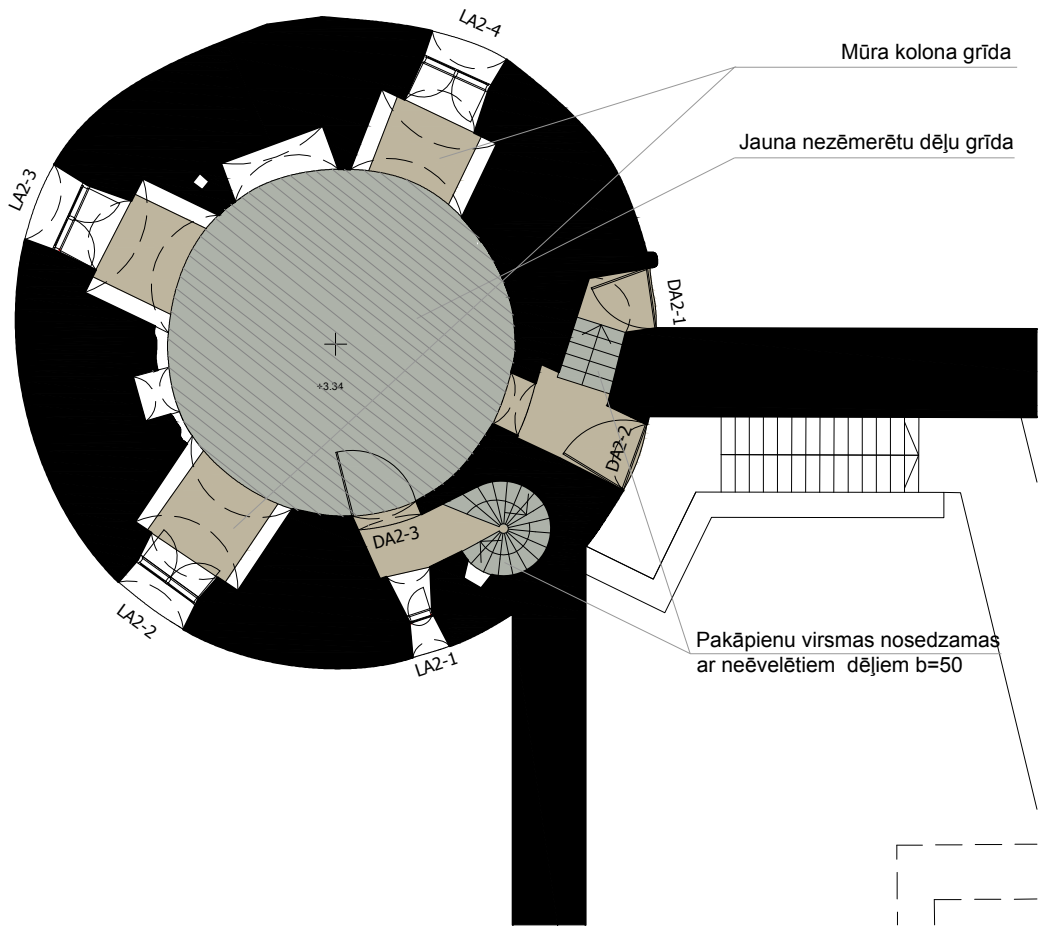 LA2-4
Mūra kolona grīda
Jauna nezēmerētu dēļu grīda
LA2-3
DA2-1
+3.34
DA2-2
DA2-3
LA2-2
LA2-1
Pakāpienu virsmas nosedzamas
ar neēvelētiem dēļiem b=50